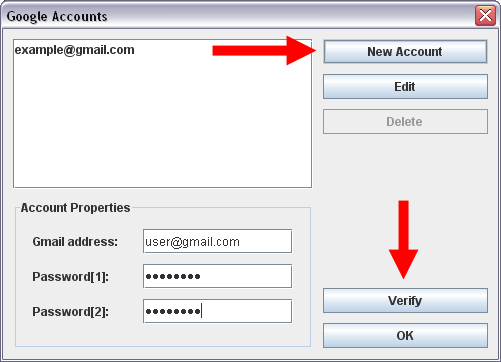 Google Accounts
example@gmail.com
New Account
Edit
Delete
Account Properties
Gmail address: user@gmail.com
Password[1]: ●●●●●●●●
Password[2]: ●●●●●●●●
Verify
OK